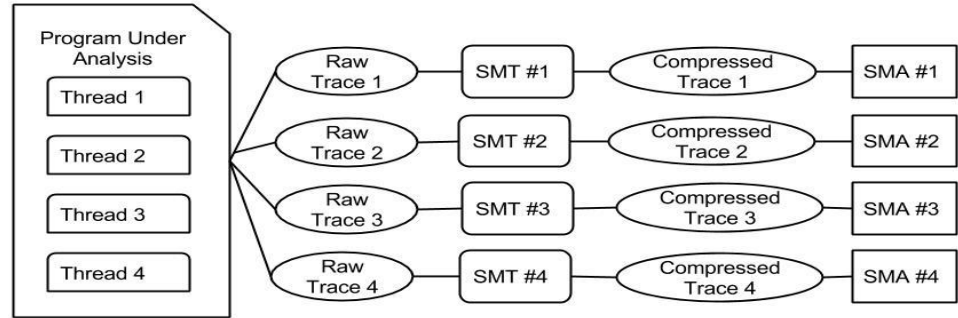 Program Under
Analysis
Thread 1
Thread 2
Thread 3
Thread 4
Raw
Trace 1
SMT #1
Compressed
Trace 1
SMA #1
Raw
Trace 2
SMT #2
Compressed
Trace 2
SMA #2
Raw
Trace 3
SMT #3
Compressed
Trace 3
SMA #3
Raw
Trace 4
SMT #4
Compressed
Trace 4
SMA #4